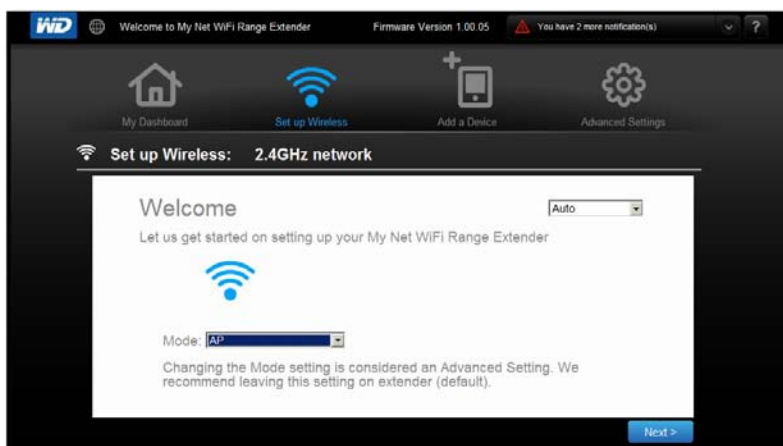 WD Welcome to My Net WiFi Range Extender Firmware Version 1.00.05 You have 2 more notification(s) ?
My Dashboard Set up Wireless Add a Device Advanced Settings
Set up Wireless: 2.4GHz network
Welcome Auto
Let us get started on setting up your My Net WiFi Range Extender
Mode: AP
Changing the Mode setting is considered an Advanced Setting. We
recommend leaving this setting on extender (default).
Next >